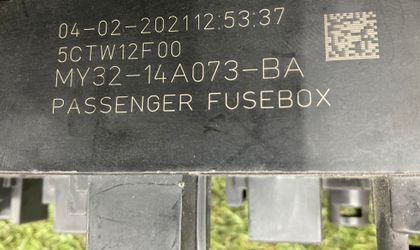 04-02-202112:53:37
5CTW12F00
MY32-14A073-BA
PASSENGER FUSEBOX